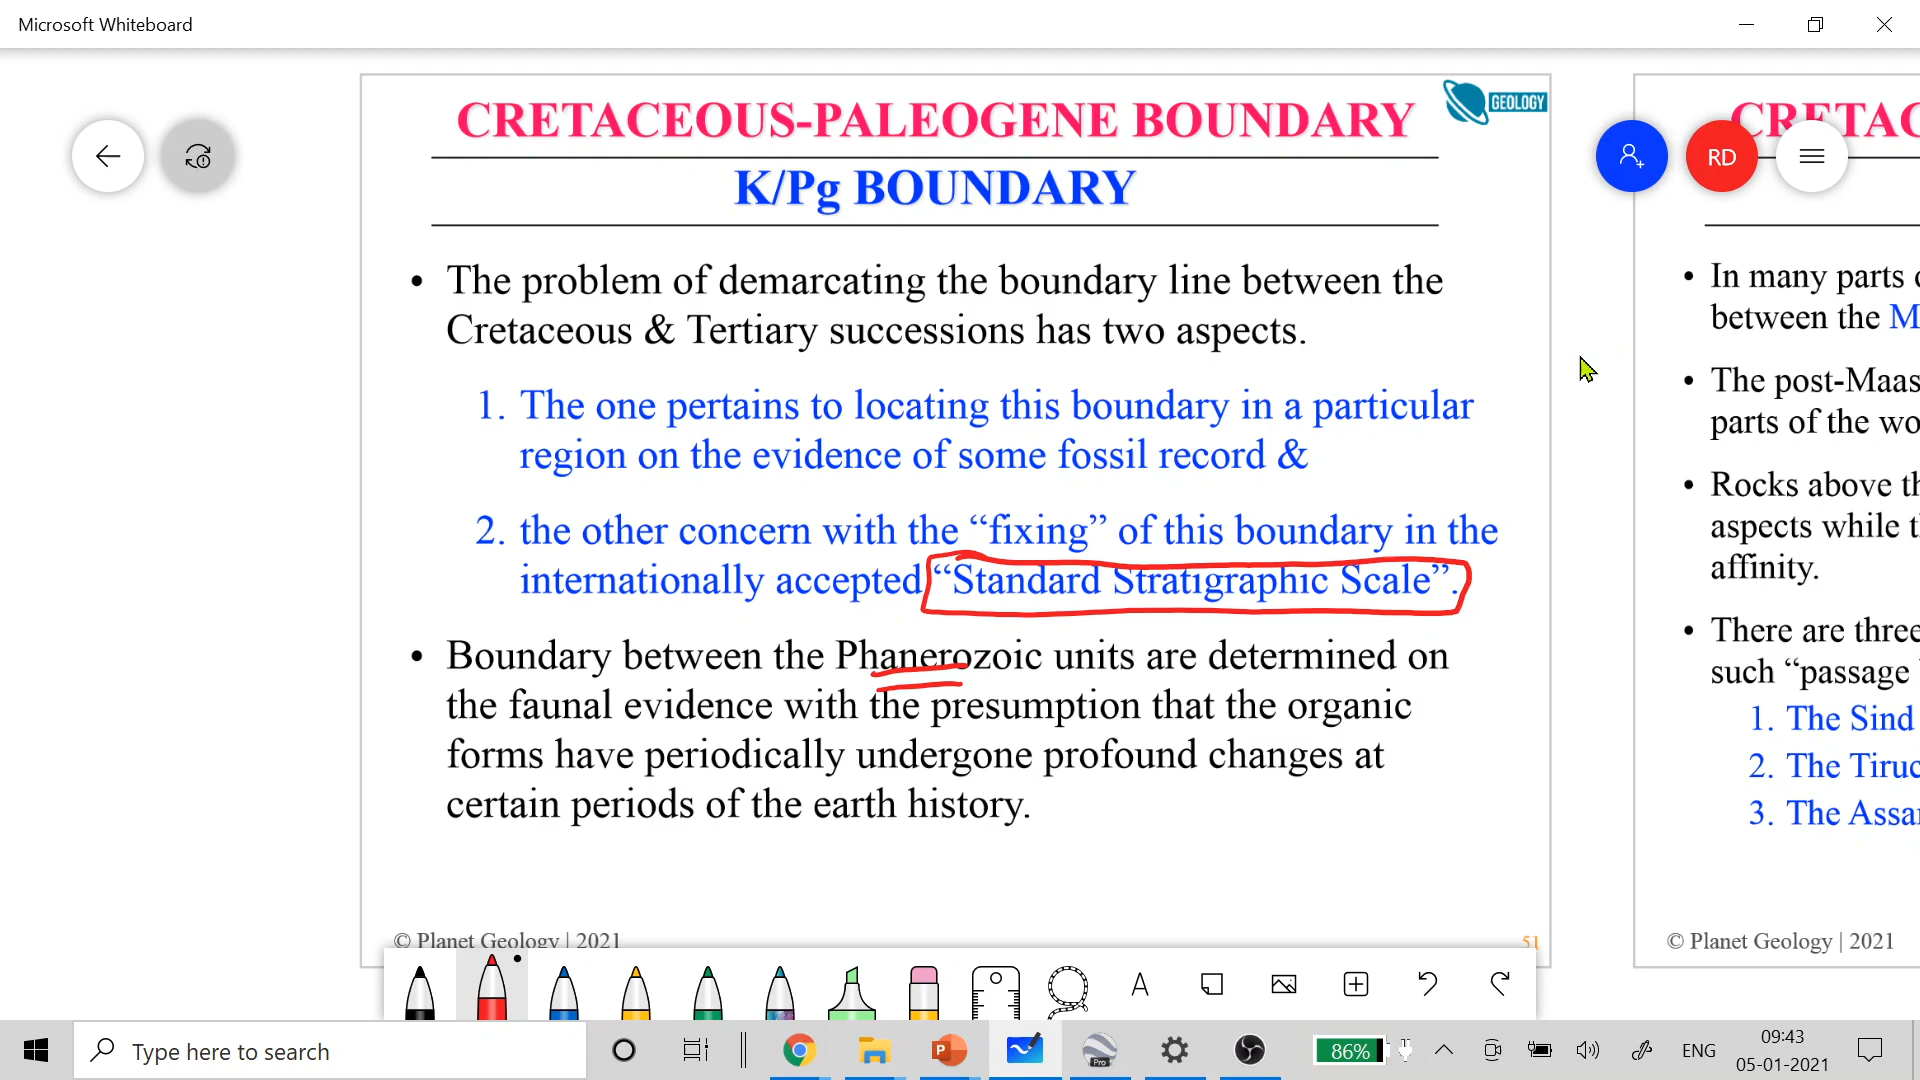 Microsoft Whiteboard
GEOLOGY
CRETACEOUS-PALEOGENE BOUNDARY
K/Pg BOUNDARY
• The problem of demarcating the boundary line between the
Cretaceous & Tertiary successions has two aspects.
1. The one pertains to locating this boundary in a particular
region on the evidence of some fossil record &
2. the other concern with the “fixing” of this boundary in the
internationally accepted “Standard Stratigraphic Scale”.
• Boundary between the Phanerozoic units are determined on
the faunal evidence with the presumption that the organic
forms have periodically undergone profound changes at
certain periods of the earth history.
© Planet Geology | 2021
51
CRETAC
RD
• In many parts
between the M
• The post-Maas
parts of the wo
• Rocks above th
aspects while t
affinity.
• There are three
such “passage
1. The Sind
2. The Tiruc
3. The Assa
© Planet Geology | 2021
Type here to search
86%
Pro
ENG
09:43
05-01-2021